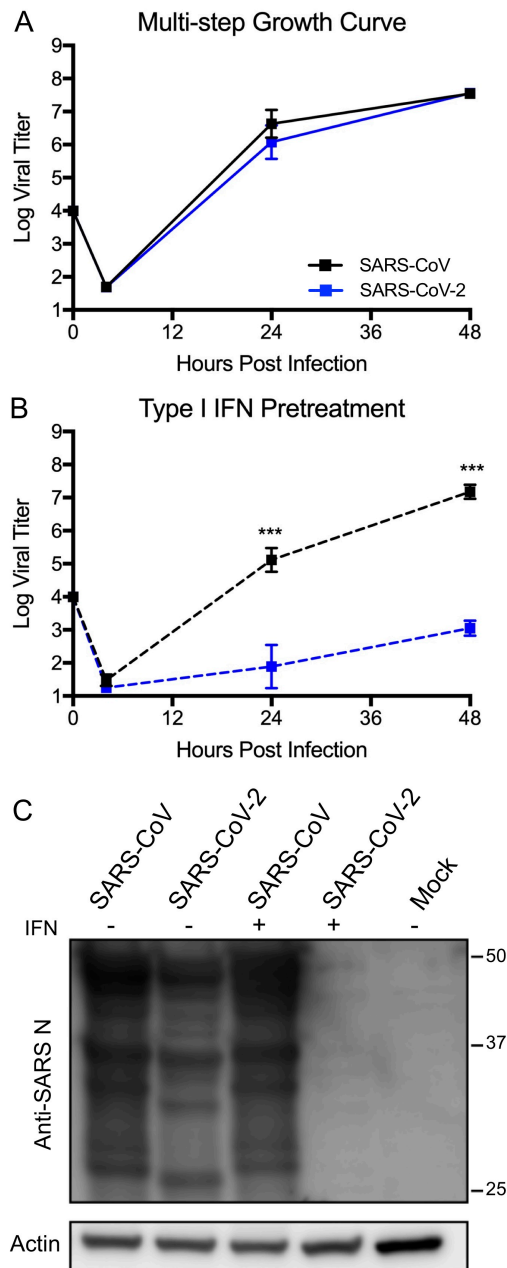 A
Multi-step Growth Curve
Log Viral Titer
9
8
7
6
5
4
3
2
1
SARS-CoV
SARS-CoV-2
0 12 24 36 48
Hours Post Infection
B
Type I IFN Pretreatment
Log Viral Titer
9
8
7
6
5
4
3
2
1
***
***
0 12 24 36 48
Hours Post Infection
C
SARS-CoV SARS-CoV-2 SARS-CoV SARS-CoV-2 Mock
IFN - - + + -
Anti-SARS N
50
37
25
Actin